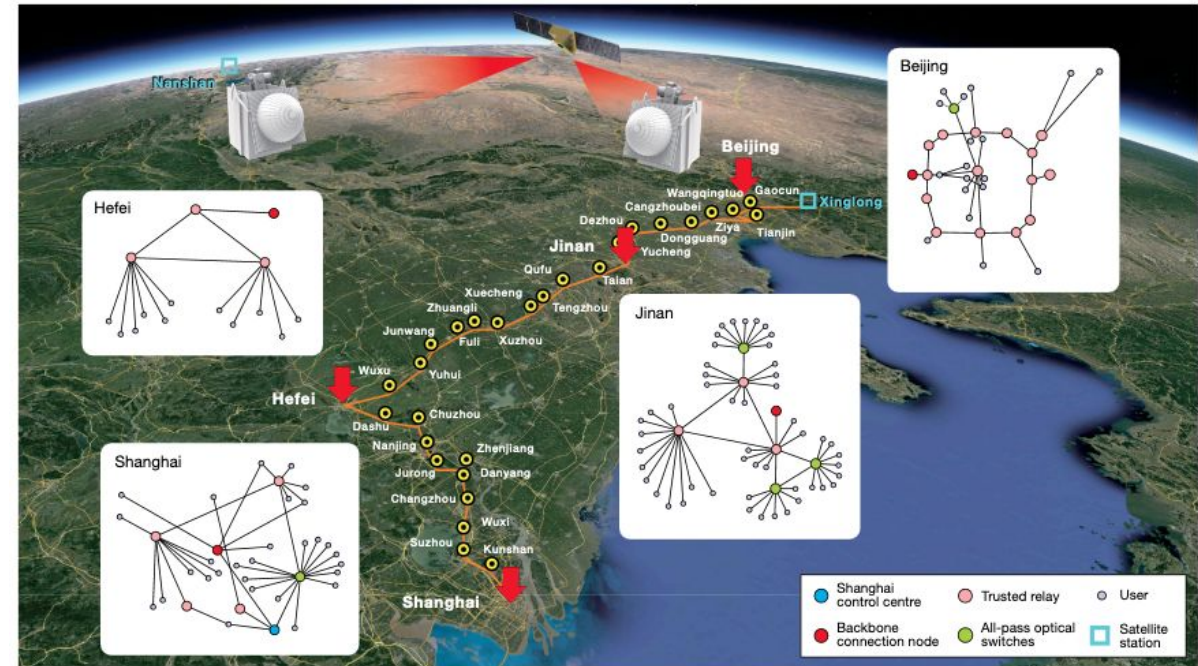 Nanshan
Beijing
Beijing
Gaocun
Wangqingtuo
Xinglong
Cangzhoubei
Dezhou
Ziya
Tianjin
Dongguang
Hefei
Jinan
Yucheng
Qufu
Taian
Xuecheng
Tengzhou
Zhuangli
Jinan
Junwang
Fuli
Xuzhou
Wuxu
Yuhui
Hefei
Chuzhou
Dashu
Nanjing
Zhenjiang
Shanghai
Jurong
Danyang
Changzhou
Wuxi
Suzhou
Kunshan
Shanghai
Shanghai
control centre
Trusted relay
User
Backbone
connection node
All-pass optical
switches
Satellite
station